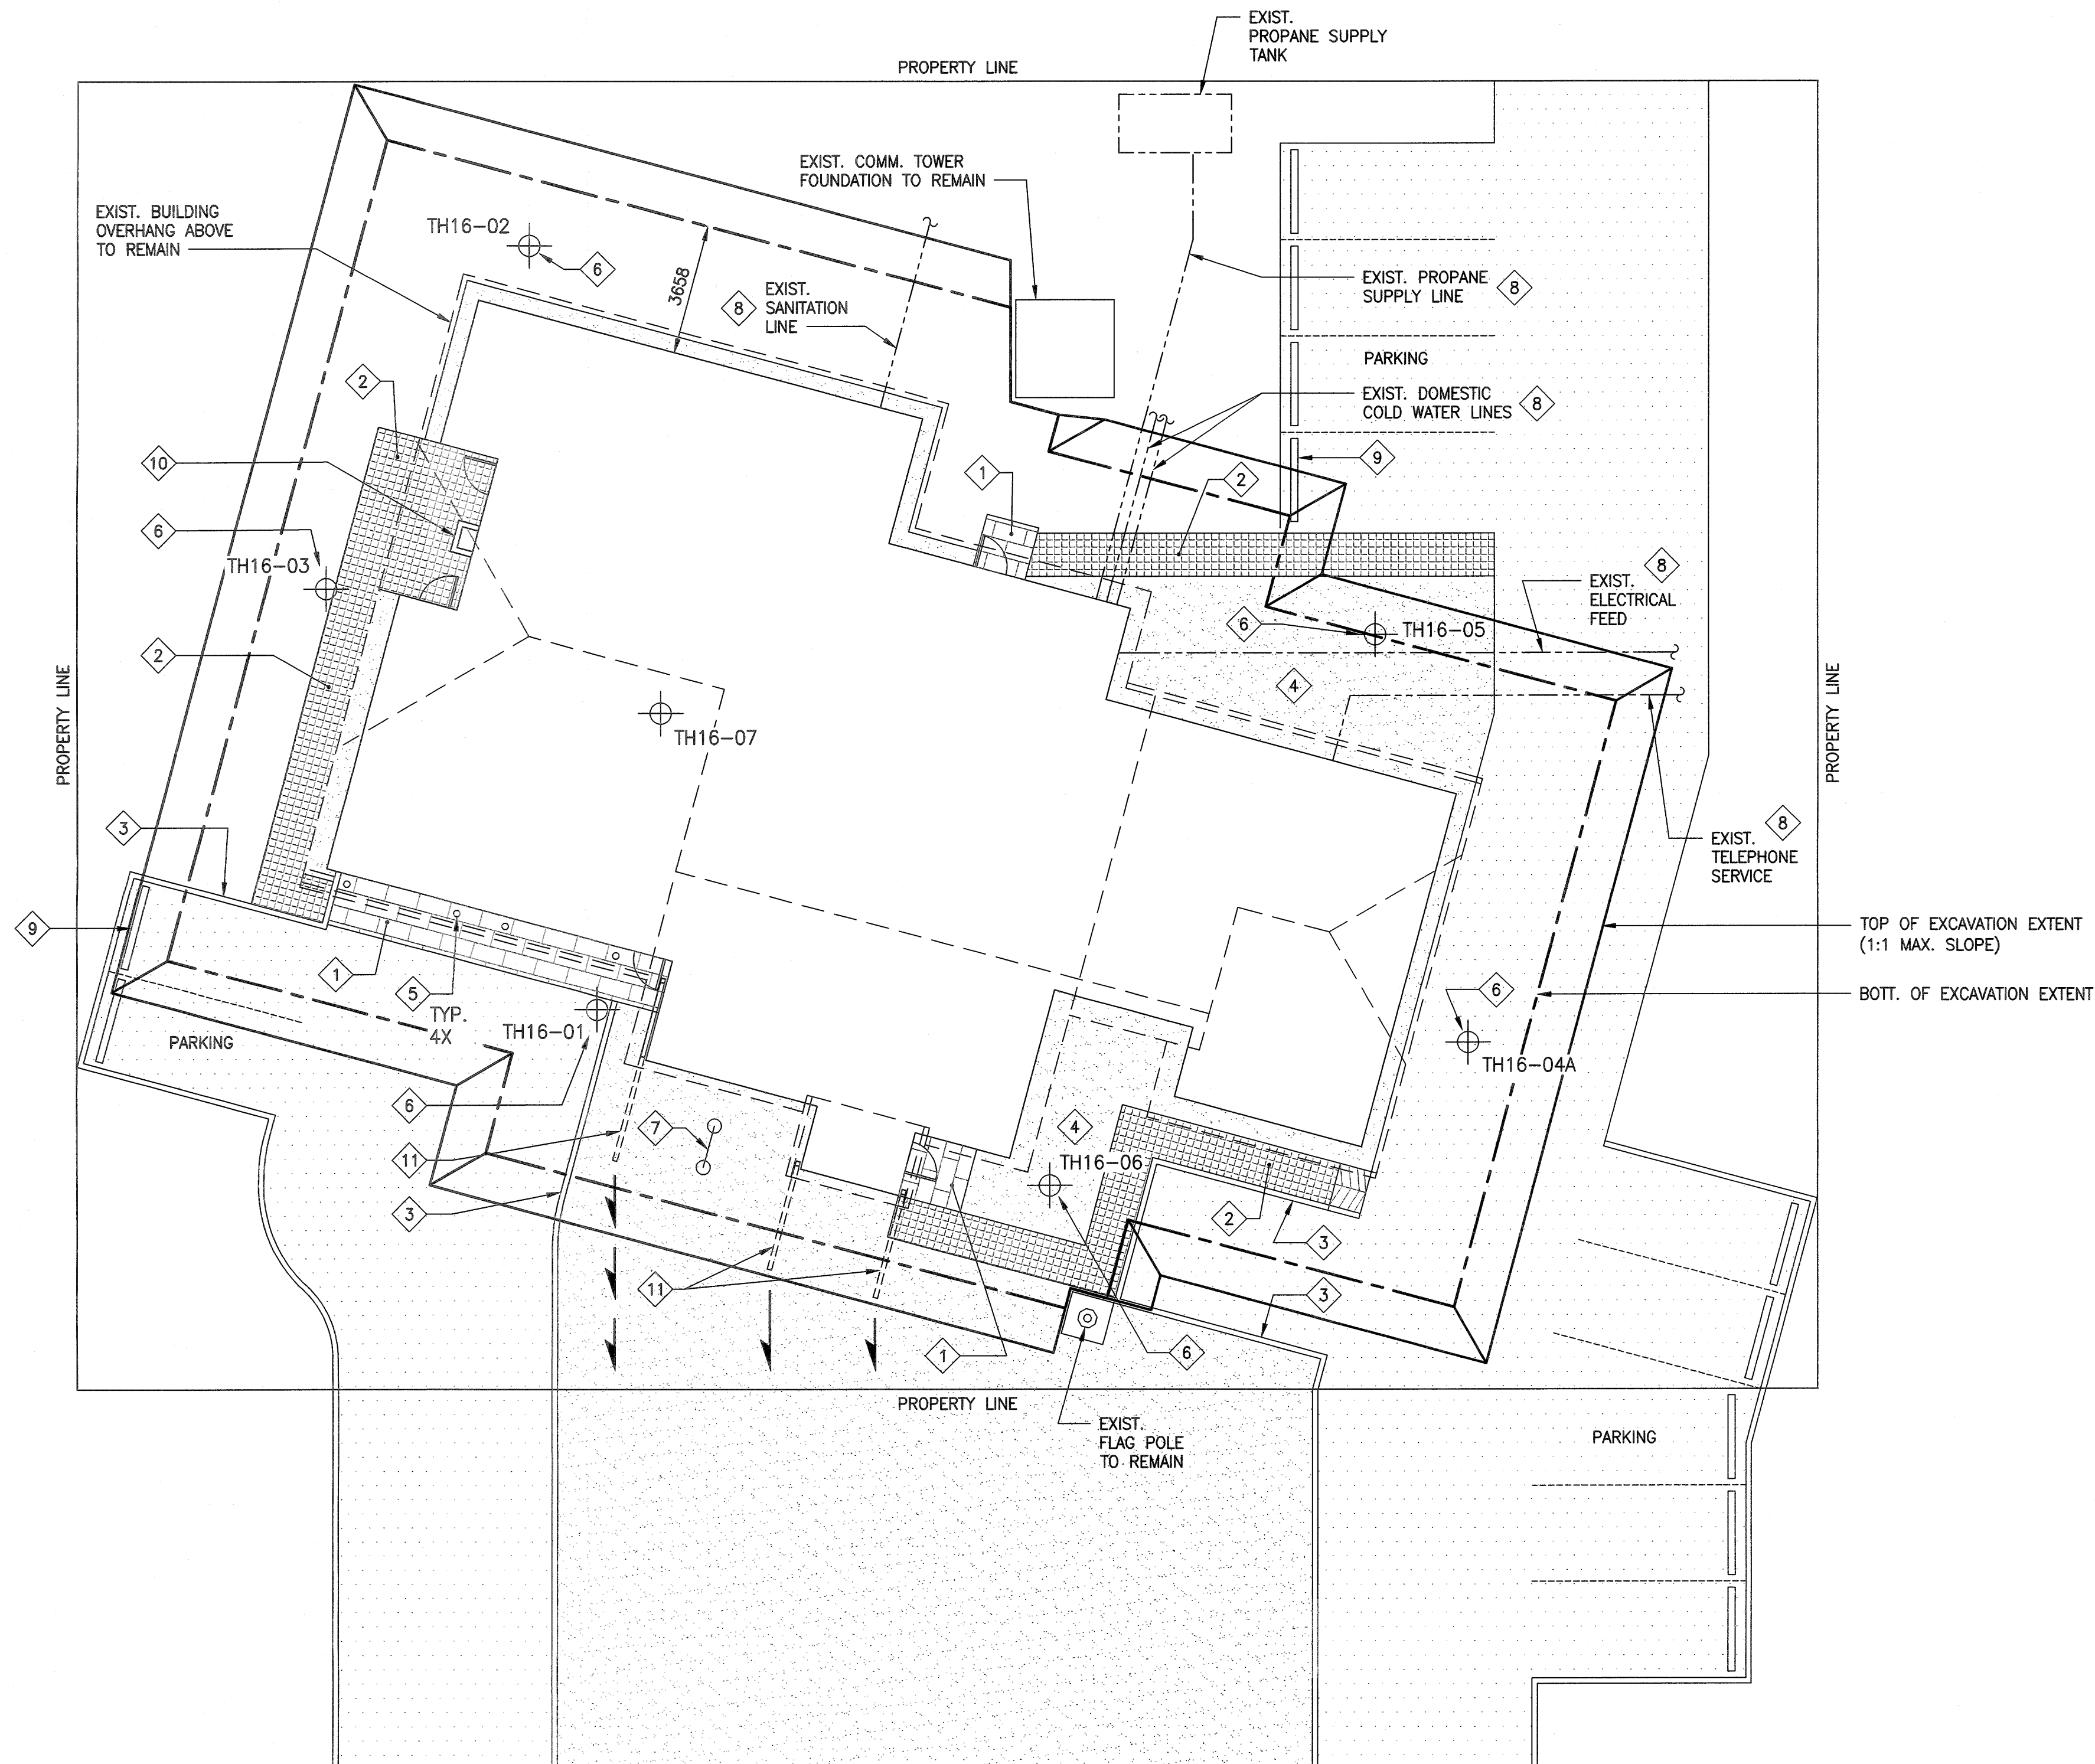 EXIST.
PROPANE SUPPLY
TANK
PROPERTY LINE
EXIST. COMM. TOWER
FOUNDATION TO REMAIN
EXIST. BUILDING
OVERHANG ABOVE
TO REMAIN
TH16-02
6
3658
8
EXIST.
SANITATION
LINE
EXIST. PROPANE
SUPPLY LINE
8
PARKING
EXIST. DOMESTIC
COLD WATER LINES
8
2
10
1
2
9
6
TH16-03
8
EXIST.
ELECTRICAL
FEED
6
TH16-05
2
4
PROPERTY LINE
PROPERTY LINE
TH16-07
3
8
EXIST.
TELEPHONE
SERVICE
9
TOP OF EXCAVATION EXTENT
(1:1 MAX. SLOPE)
1
5
TYP.
4X
6
BOTT. OF EXCAVATION EXTENT
TH16-01
PARKING
TH16-04A
6
7
4
11
TH16-06
3
2
3
11
3
1
6
PROPERTY LINE
EXIST.
FLAG POLE
TO REMAIN
PARKING